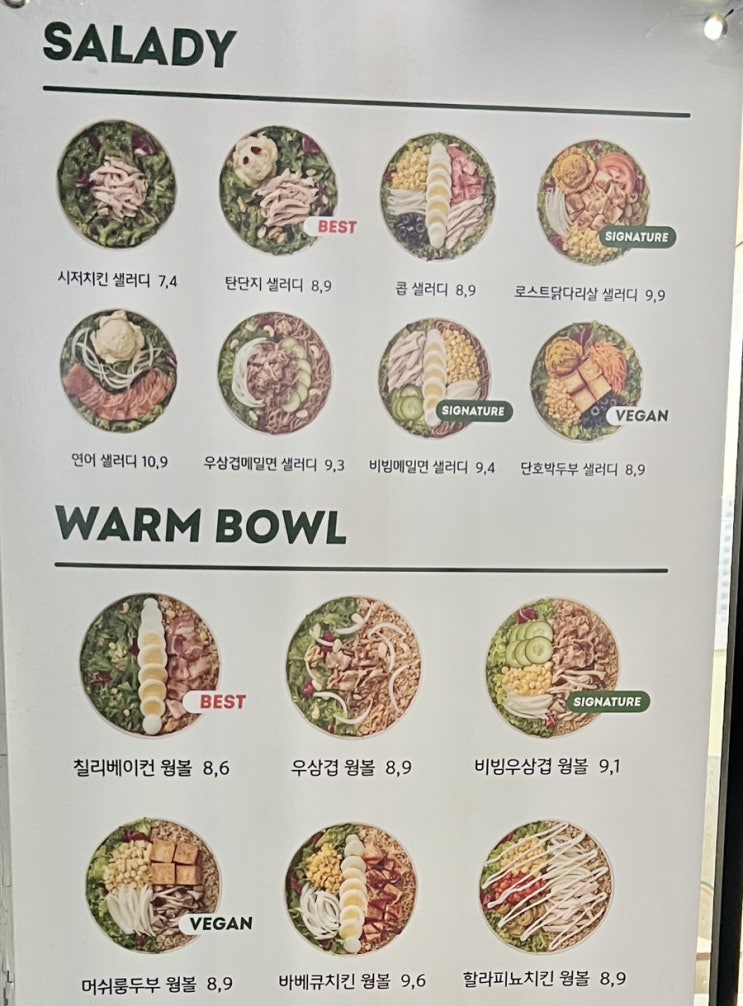 SALADY
BEST
SIGNATURE
시저치킨 샐러디 7,4
탄단지 샐러디 8,9
콥 샐러디 8,9
로스트닭다리살 샐러디 9,9
SIGNATURE
VEGAN
연어 샐러디 10,9
우삼겹메밀면 샐러디 9,3
비빔메밀면 샐러디 9,4
단호박두부 샐러디 8,9
WARM BOWL
BEST
SIGNATURE
칠리베이컨 웜볼 8,6
우삼겹 웜볼 8,9
비빔우삼겹 웜볼 9,1
VEGAN
머쉬룸두부 웜볼 8,9
바베큐치킨 웜볼 9,6
할라피뇨치킨 웜볼 8,9